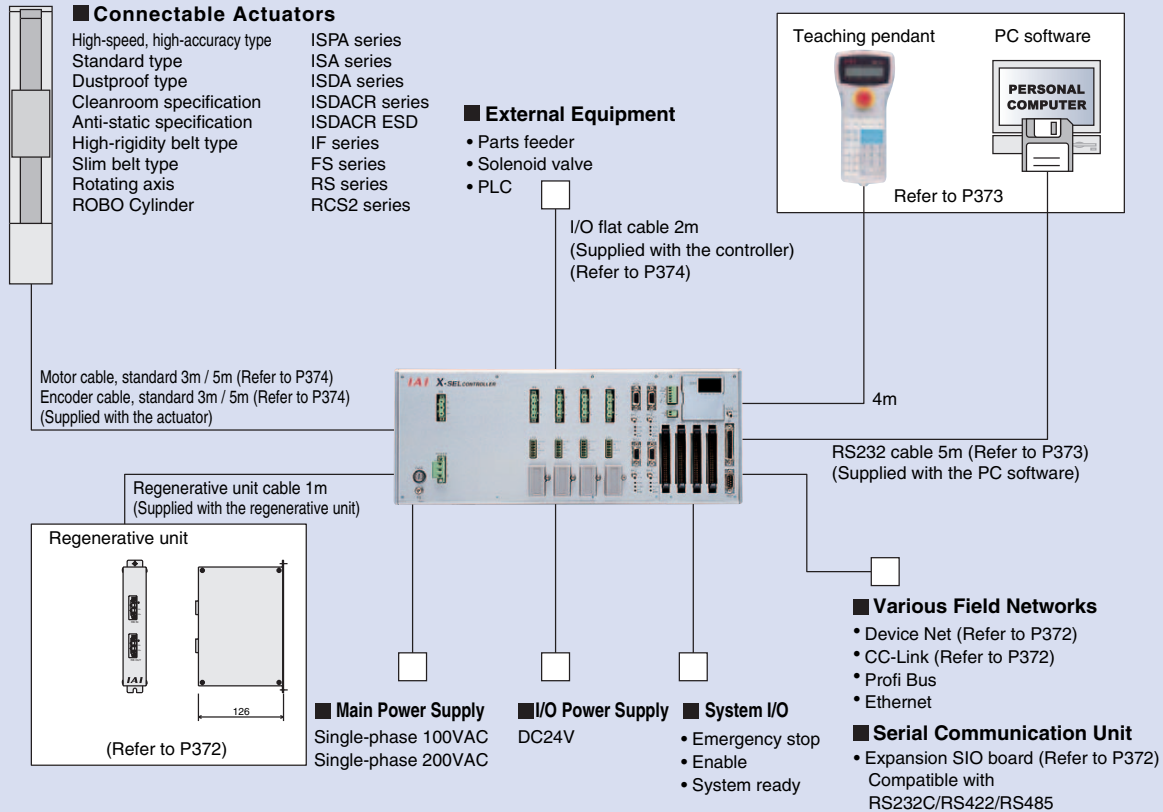 ■ Connectable Actuators
High-speed, high-accuracy type ISPA series
Standard type ISA series
Dustproof type ISDA series
Cleanroom specification ISDACR series
Anti-static specification ISDACR ESD
High-rigidity belt type IF series
Slim belt type FS series
Rotating axis RS series
ROBO Cylinder RCS2 series
■ External Equipment
• Parts feeder
• Solenoid valve
• PLC
I/O flat cable 2m
(Supplied with the controller)
(Refer to P374)
Teaching pendant
PC software
PERSONAL
COMPUTER
Refer to P373
Motor cable, standard 3m / 5m (Refer to P374)
Encoder cable, standard 3m / 5m (Refer to P374)
(Supplied with the actuator)
IAI X-SEL CONTROLLER
4m
RS232 cable 5m (Refer to P373)
(Supplied with the PC software)
Regenerative unit cable 1m
(Supplied with the regenerative unit)
Regenerative unit
IAI
126
(Refer to P372)
■ Main Power Supply
Single-phase 100VAC
Single-phase 200VAC
■ I/O Power Supply
DC24V
■ System I/O
• Emergency stop
• Enable
• System ready
■ Various Field Networks
• Device Net (Refer to P372)
• CC-Link (Refer to P372)
• Profi Bus
• Ethernet
■ Serial Communication Unit
• Expansion SIO board (Refer to P372)
Compatible with
RS232C/RS422/RS485